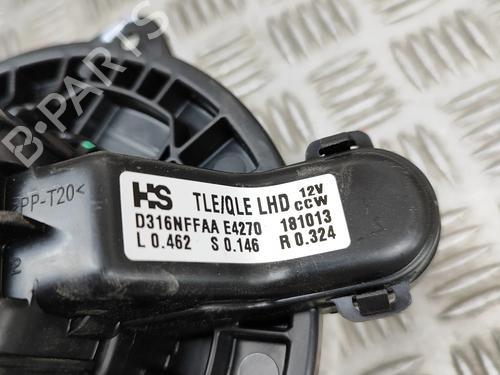 B-PARTS
PP-T20<
HS TLE/QLE LHD 12V CCW
D316NFFAA E4270 181013
L 0.462 S 0.146 R 0.324